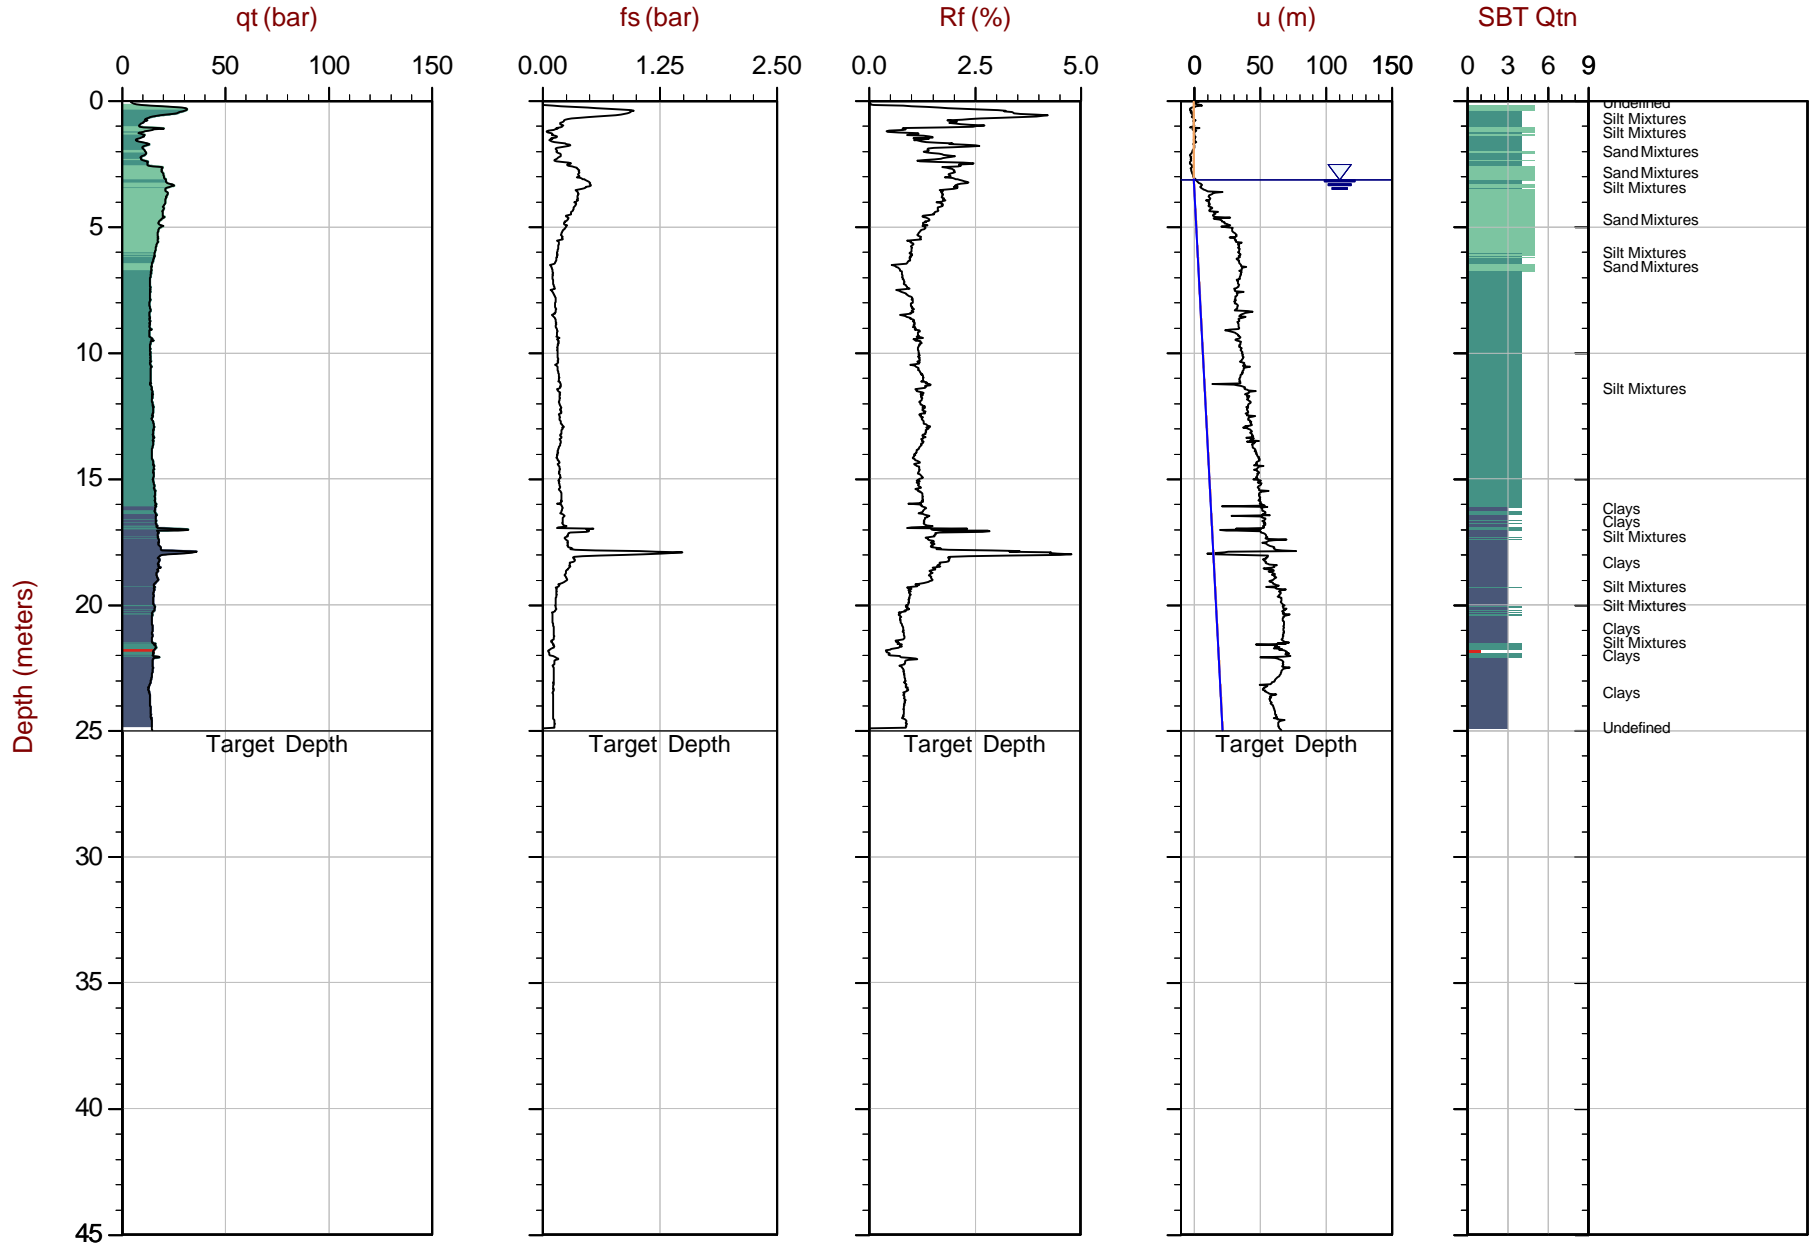 qt (bar) fs (bar) Rf (%) u (m) SBT Qtn
0 50 100 150 0.00 1.25 2.50 0.0 2.5 5.0 0 50 100 150 0 3 6 9
0
5
10
15
20
25
30
35
40
45
Depth (meters)
Undefined
Silt Mixtures
Silt Mixtures
Sand Mixtures
Sand Mixtures
Silt Mixtures
Sand Mixtures
Silt Mixtures
Sand Mixtures
Silt Mixtures
Clays
Clays
Silt Mixtures
Clays
Silt Mixtures
Silt Mixtures
Clays
Silt Mixtures
Clays
Clays
Undefined
Target Depth Target Depth Target Depth Target Depth